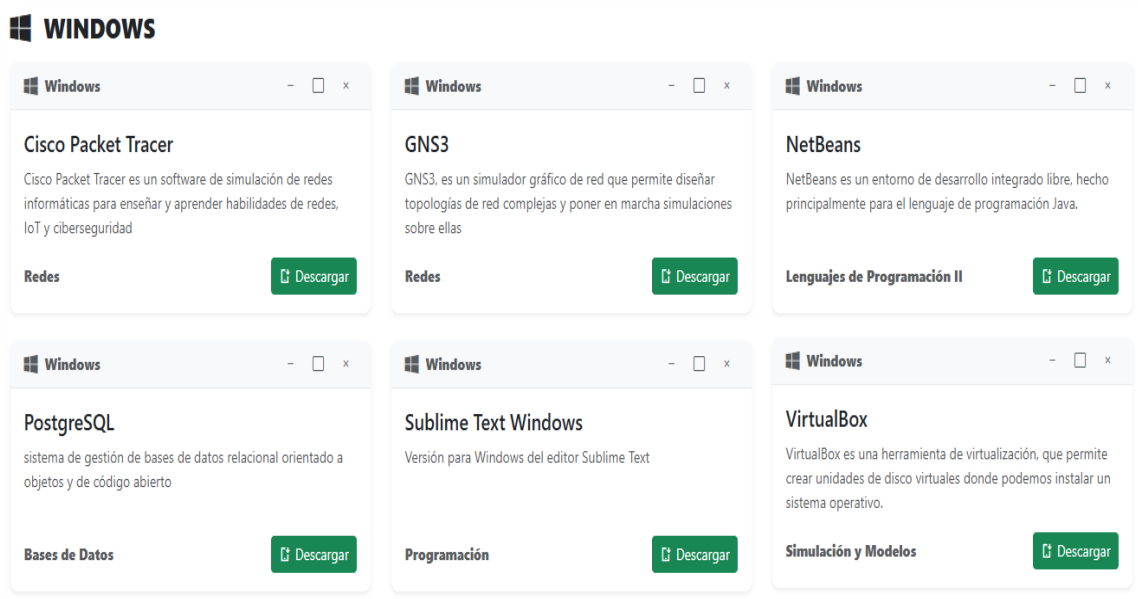 WINDOWS
Windows
Cisco Packet Tracer
Cisco Packet Tracer es un software de simulación de redes
informáticas para enseñar y aprender habilidades de redes,
IoT y ciberseguridad
Redes
Descargar
Windows
GNS3
GNS3, es un simulador gráfico de red que permite diseñar
topologías de red complejas y poner en marcha simulaciones
sobre ellas
Redes
Descargar
Windows
NetBeans
NetBeans es un entorno de desarrollo integrado libre, hecho
principalmente para el lenguaje de programación Java.
Lenguajes de Programación II
Descargar
Windows
PostgreSQL
sistema de gestión de bases de datos relacional orientado a
objetos y de código abierto
Bases de Datos
Descargar
Windows
Sublime Text Windows
Versión para Windows del editor Sublime Text
Programación
Descargar
Windows
VirtualBox
VirtualBox es una herramienta de virtualización, que permite
crear unidades de disco virtuales donde podemos instalar un
sistema operativo.
Simulación y Modelos
Descargar